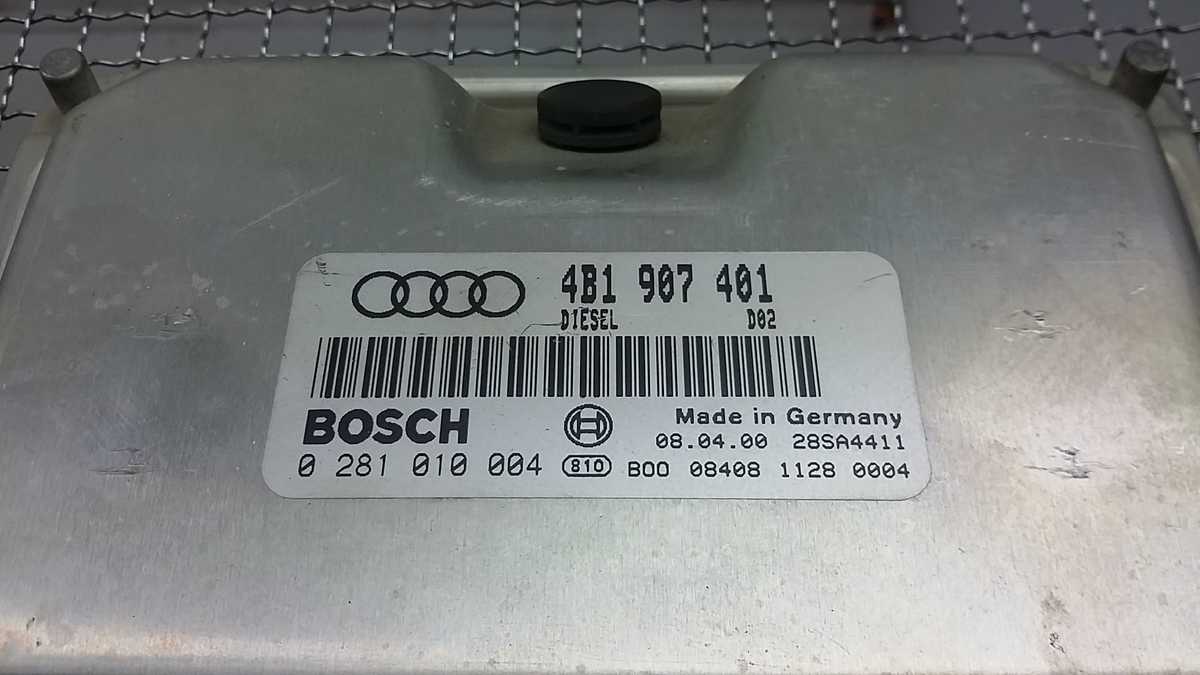 4B1 907 401
DIESEL D02
BOSCH Made in Germany
08.04.00 28SA4411
0 281 010 004 810 B00 08408 1128 0004